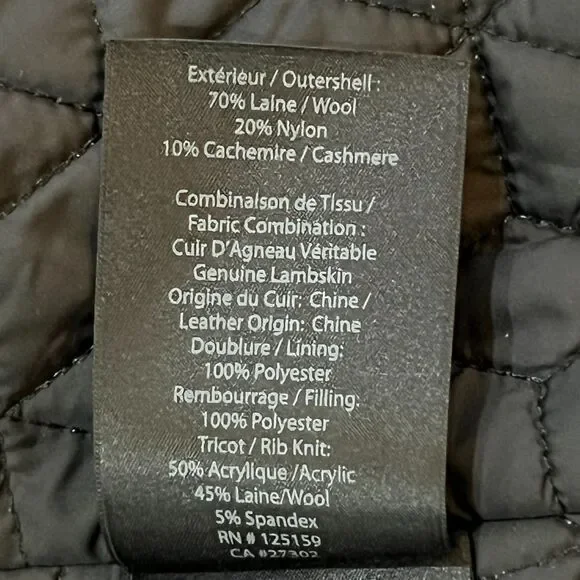 Extérieur / Outershell :
70% Laine / Wool
20% Nylon
10% Cachemire / Cashmere
Combinaison de Tissu /
Fabric Combination :
Cuir D'Agneau Véritable
Genuine Lambskin
Origine du Cuir: Chine /
Leather Origin: Chine
Doublure / Lining:
100% Polyester
Rembourrage / Filling:
100% Polyester
Tricot / Rib Knit:
50% Acrylique /Acrylic
45% Laine/Wool
5% Spandex
RN # 125159
CA #27302